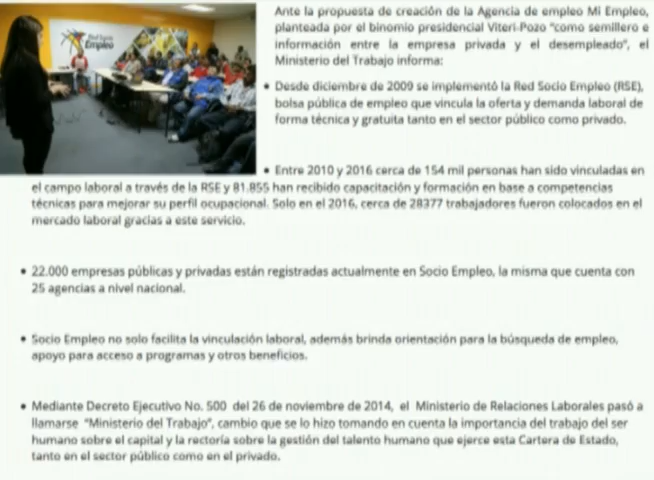 Red Socio
Empleo
Ante la propuesta de creación de la Agencia de empleo Mi Empleo,
planteada por el binomio presidencial Viteri-Pozo "como semillero e
información entre la empresa privada y el desempleado", el
Ministerio del Trabajo informa:
• Desde diciembre de 2009 se implementó la Red Socio Empleo (RSE),
bolsa pública de empleo que vincula la oferta y demanda laboral de
forma técnica y gratuita tanto en el sector público como privado.
• Entre 2010 y 2016 cerca de 154 mil personas han sido vinculadas en
el campo laboral a través de la RSE y 81.855 han recibido capacitación y formación en base a competencias
técnicas para mejorar su perfil ocupacional. Solo en el 2016, cerca de 28377 trabajadores fueron colocados en el
mercado laboral gracias a este servicio.
• 22.000 empresas públicas y privadas están registradas actualmente en Socio Empleo, la misma que cuenta con
25 agencias a nivel nacional.
• Socio Empleo no solo facilita la vinculación laboral, además brinda orientación para la búsqueda de empleo,
apoyo para acceso a programas y otros beneficios.
• Mediante Decreto Ejecutivo No. 500 del 26 de noviembre de 2014, el Ministerio de Relaciones Laborales pasó a
llamarse "Ministerio del Trabajo", cambio que se lo hizo tomando en cuenta la importancia del trabajo del ser
humano sobre el capital y la rectoría sobre la gestión del talento humano que ejerce esta Cartera de Estado,
tanto en el sector público como en el privado.